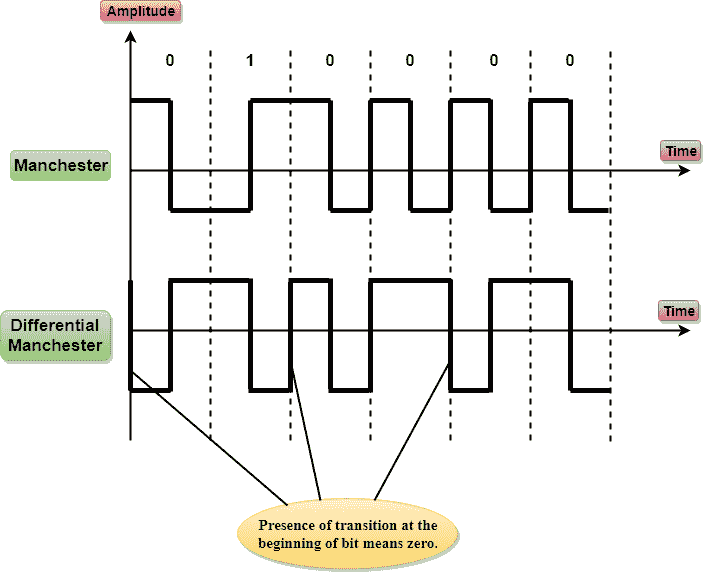 Amplitude
0 1 0 0 0 0
Manchester
Time
Differential
Manchester
Time
Presence of transition at the
beginning of bit means zero.